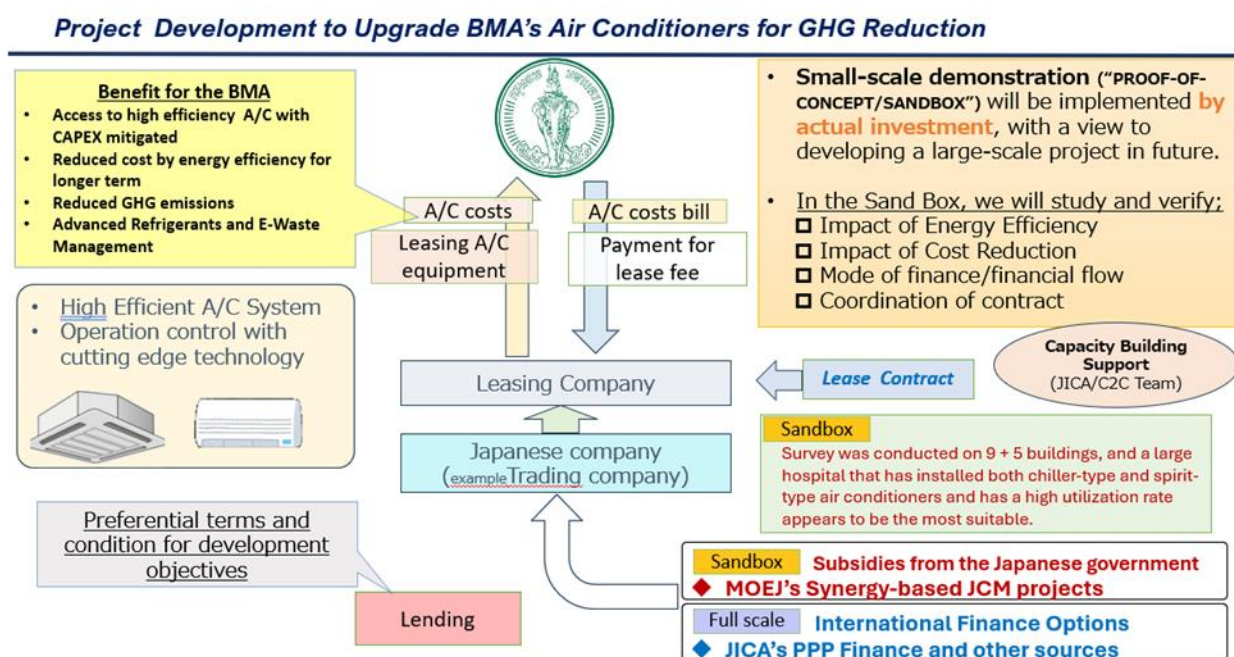 Project Development to Upgrade BMA's Air Conditioners for GHG Reduction
Benefit for the BMA
• Access to high efficiency A/C with
CAPEX mitigated
• Reduced cost by energy efficiency for
longer term
• Reduced GHG emissions
• Advanced Refrigerants and E-Waste
Management
A/C costs
Leasing A/C
equipment
A/C costs bill
Payment for
lease fee
• Small-scale demonstration ("PROOF-OF-
CONCEPT/SANDBOX") will be implemented by
actual investment, with a view to
developing a large-scale project in future.
• In the Sand Box, we will study and verify;
Impact of Energy Efficiency
Impact of Cost Reduction
Mode of finance/financial flow
Coordination of contract
• High Efficient A/C System
• Operation control with
cutting edge technology
Leasing Company
Lease Contract
Capacity Building
Support
(JICA/C2C Team)
Japanese company
(exampleTrading company)
Sandbox
Survey was conducted on 9 + 5 buildings, and a large
hospital that has installed both chiller-type and spirit-
type air conditioners and has a high utilization rate
appears to be the most suitable.
Preferential terms and
condition for development
objectives
Lending
Sandbox
Subsidies from the Japanese government
◆ MOEJ's Synergy-based JCM projects
Full scale
International Finance Options
◆ JICA's PPP Finance and other sources